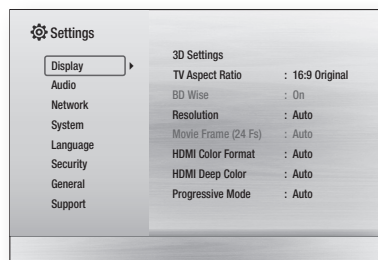 Settings
Display
Audio
Network
System
Language
Security
General
Support
3D Settings
TV Aspect Ratio : 16:9 Original
BD Wise : On
Resolution : Auto
Movie Frame (24 Fs) : Auto
HDMI Color Format : Auto
HDMI Deep Color : Auto
Progressive Mode : Auto